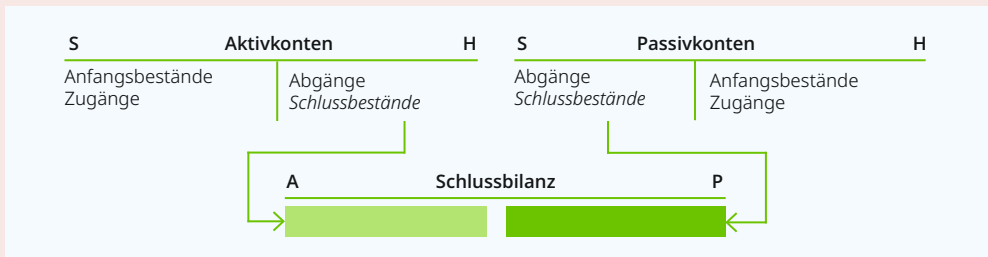 S Aktivkonten H
Anfangsbestände
Zugänge
Abgänge
Schlussbestände
S Passivkonten H
Abgänge
Schlussbestände
Anfangsbestände
Zugänge
A Schlussbilanz P